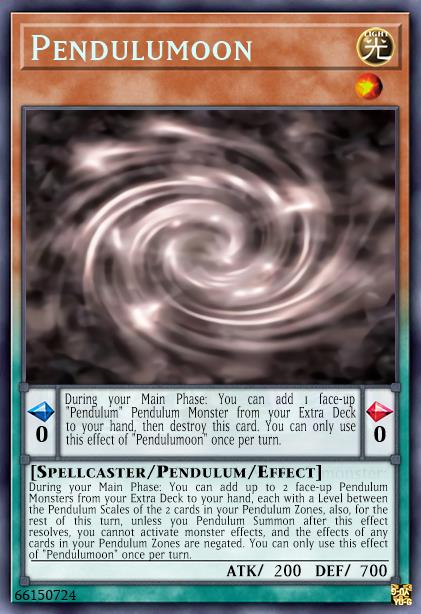 Pendulumoon
LIGHT
光
During your Main Phase: You can add 1 face-up
"Pendulum" Pendulum Monster from your Extra Deck
to your hand, then destroy this card. You can only use
this effect of "Pendulumoon" once per turn.
0
0
[Spellcaster/Pendulum/Effect]
During your Main Phase: You can add up to 2 face-up Pendulum
Monsters from your Extra Deck to your hand, each with a Level between
the Pendulum Scales of the 2 cards in your Pendulum Zones, also, for the
rest of this turn, unless you Pendulum Summon after this effect
resolves, you cannot activate monster effects, and the effects of any
cards in your Pendulum Zones are negated. You can only use this effect
of "Pendulumoon" once per turn.
ATK/ 200 DEF/ 700
66150724